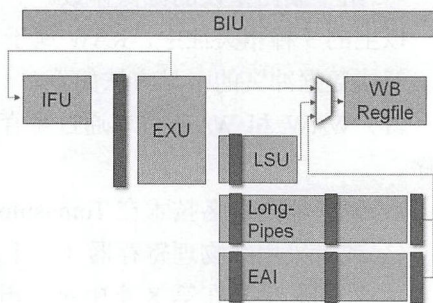 BIU
IFU
EXU
WB
Regfile
LSU
Long-
Pipes
EAI